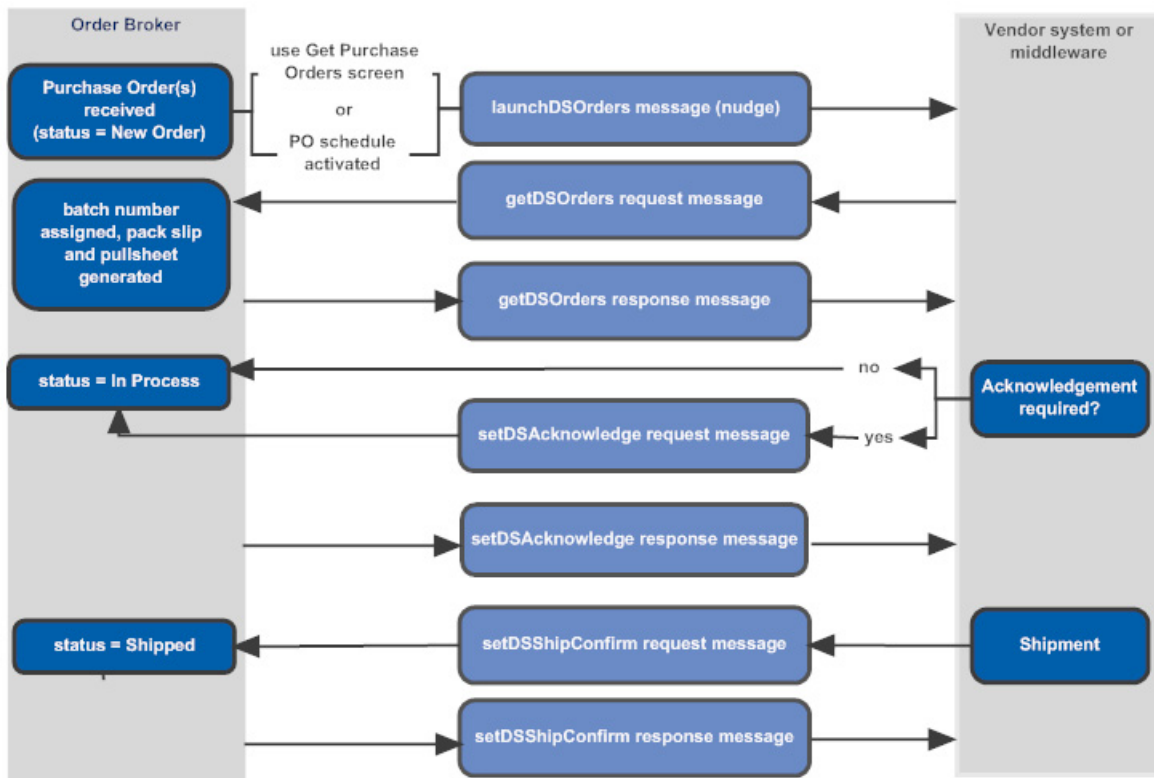 Order Broker
Vendor system or
middleware
Purchase Order(s)
received
(status = New Order)
use Get Purchase
Orders screen
or
PO schedule
activated
launchDSOrders message (nudge)
batch number
assigned, pack slip
and pullsheet
generated
getDSOrders request message
getDSOrders response message
status = In Process
no
Acknowledgement
required?
setDSAcknowledge request message
yes
setDSAcknowledge response message
status = Shipped
setDSShipConfirm request message
Shipment
setDSShipConfirm response message